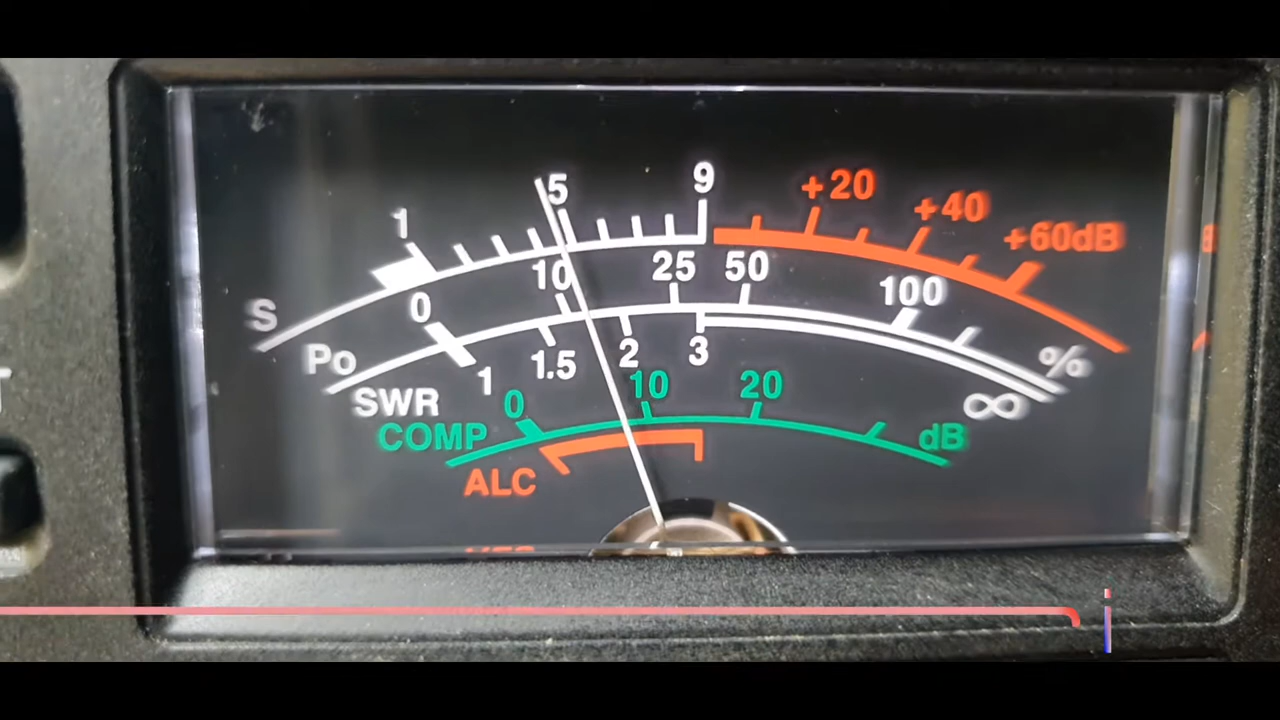 1 5 9 +20 +40 +60dB
S
0 10 25 50 100 %
Po
SWR 1 1.5 2 3 ∞
COMP 0 10 20 dB
ALC